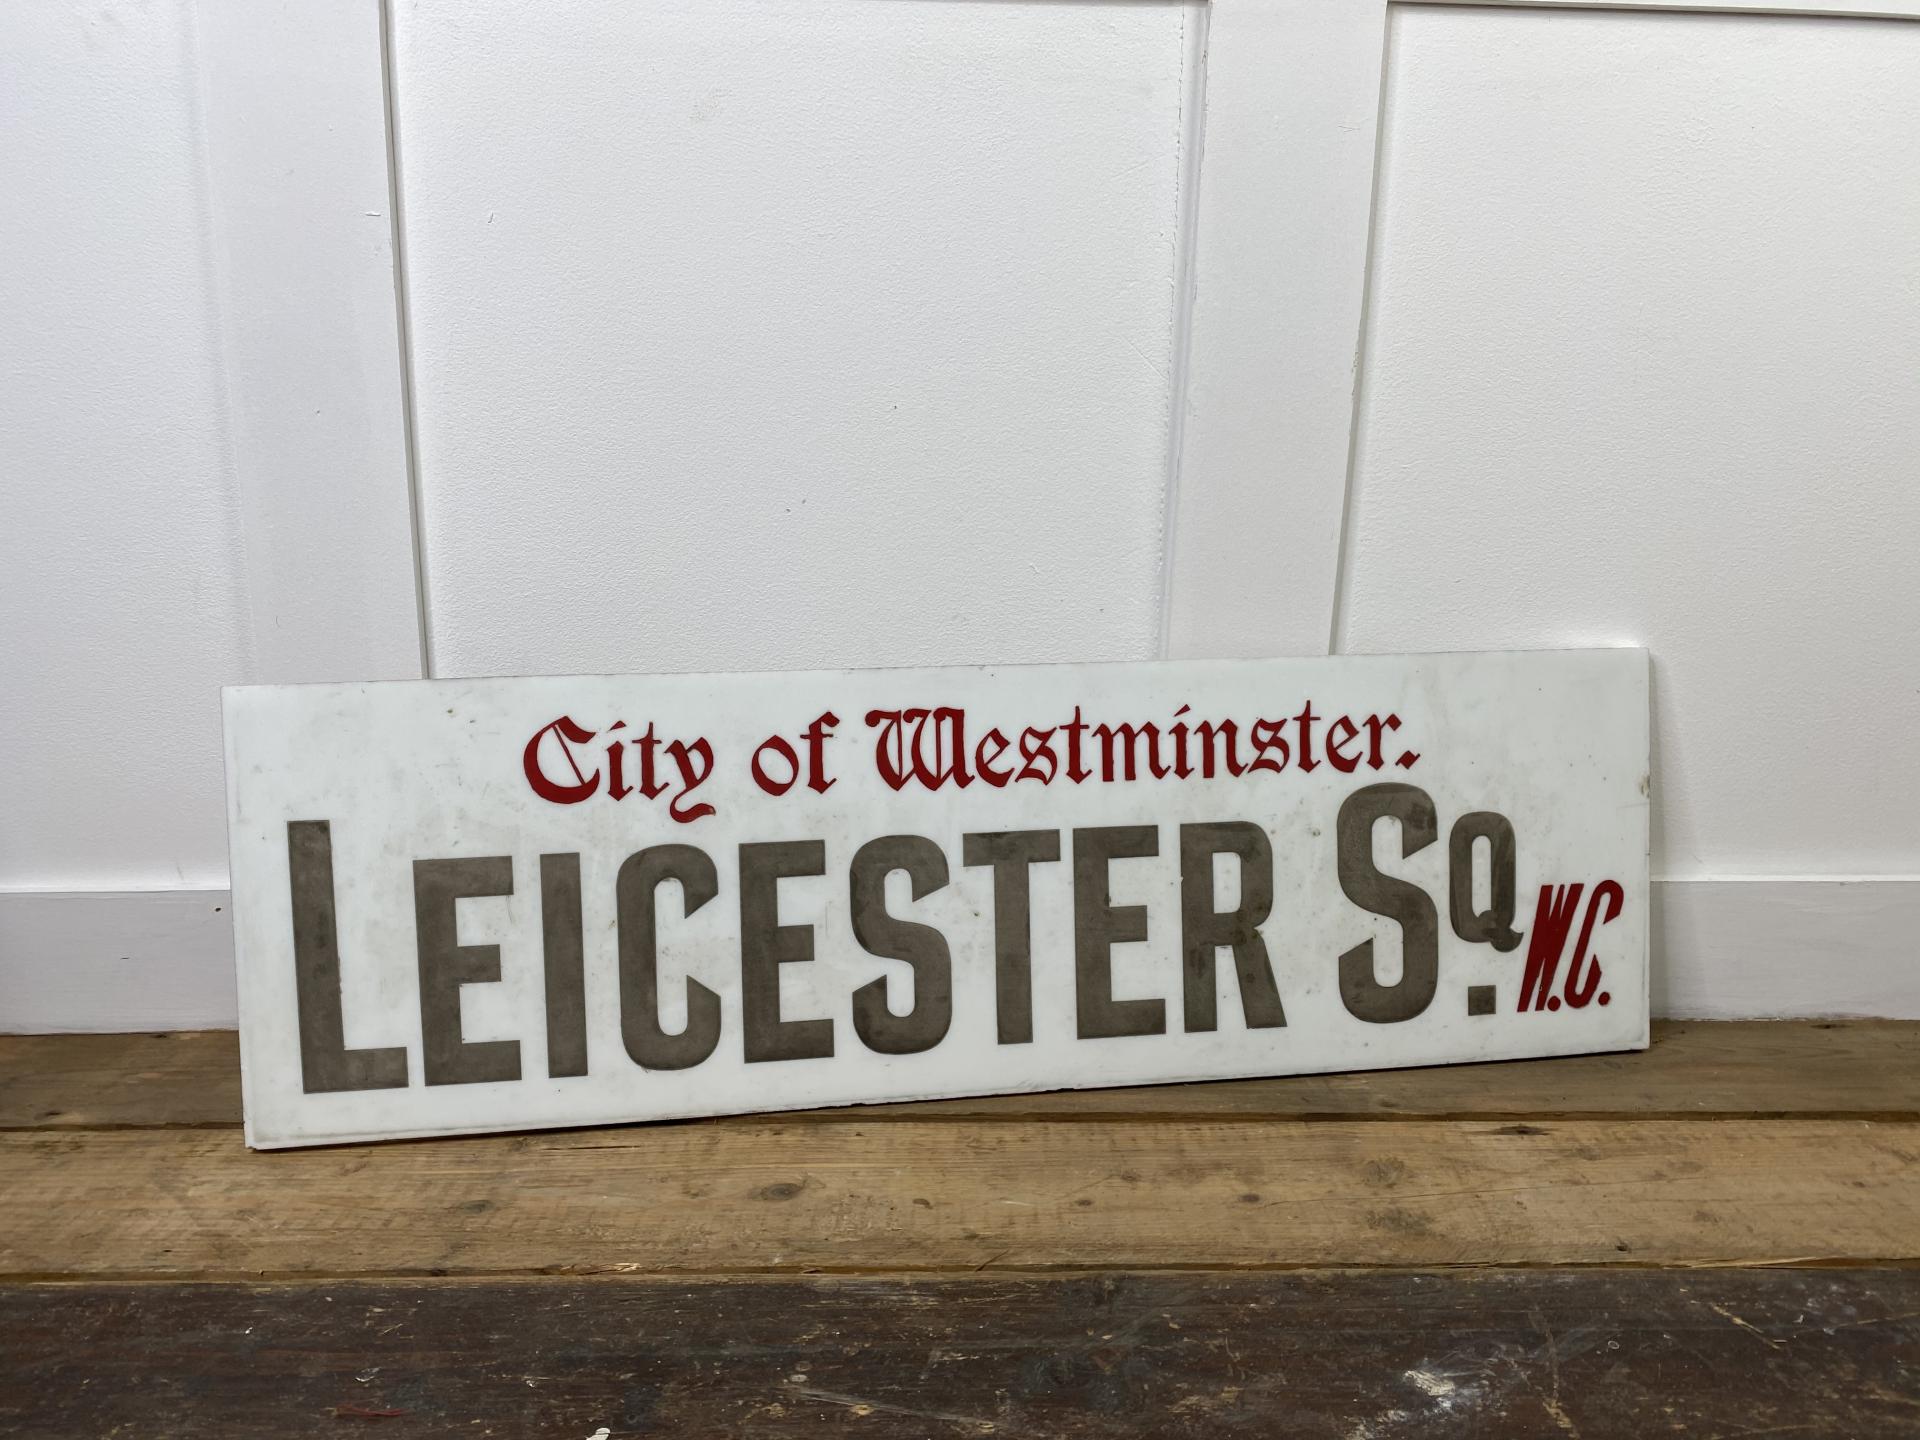 City of Westminster.
LEICESTER SQ. W.C.